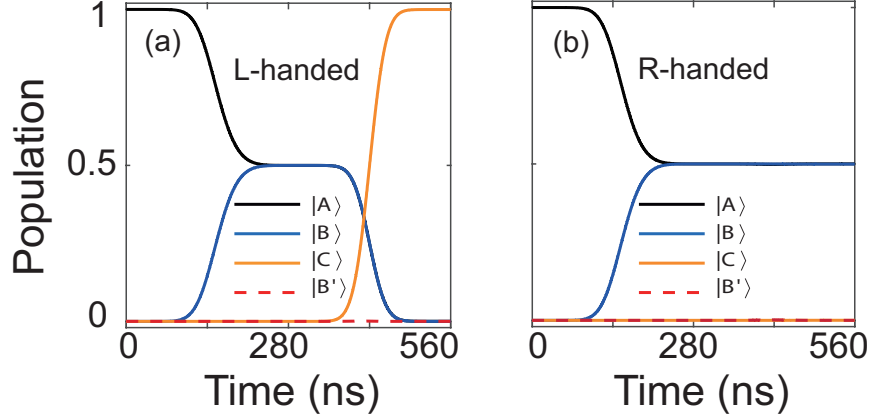 (a)
L-handed
1
0.5
0
Population
|A⟩
|B⟩
|C⟩
|B'⟩
0 280 560
Time (ns)
(b)
R-handed
|A⟩
|B⟩
|C⟩
|B'⟩
0 280 560
Time (ns)